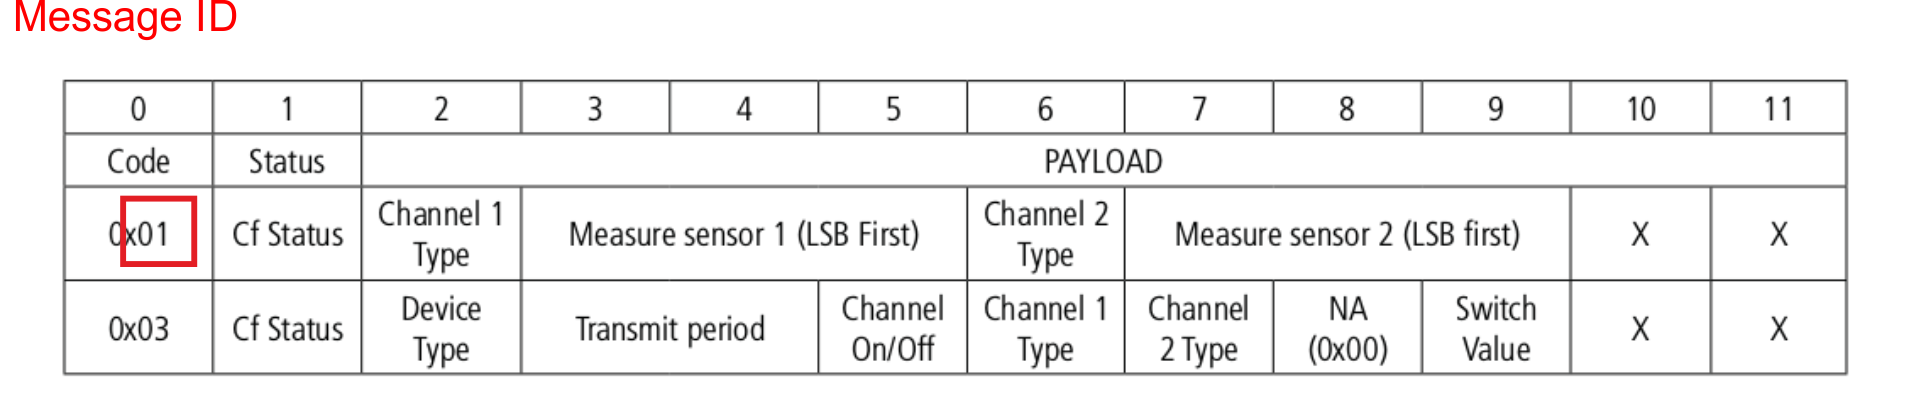 Message ID
0 1 2 3 4 5 6 7 8 9 10 11
Code Status PAYLOAD
0x01 Cf Status Channel 1 Type Measure sensor 1 (LSB First) Channel 2 Type Measure sensor 2 (LSB first) X X
0x03 Cf Status Device Type Transmit period Channel On/Off Channel 1 Type Channel 2 Type NA (0x00) Switch Value X X